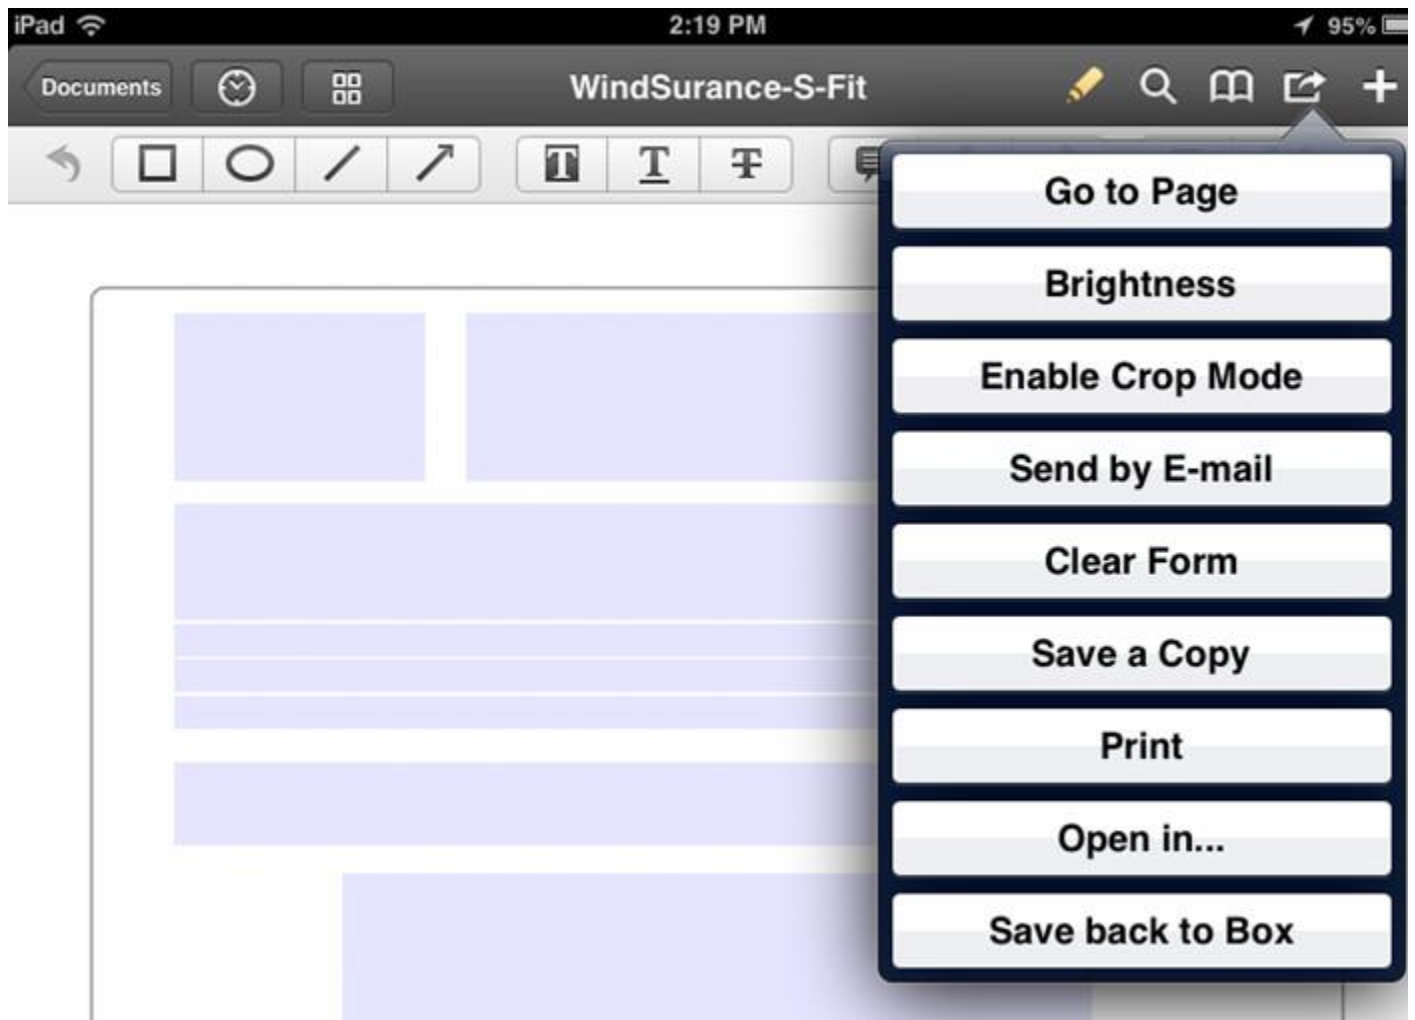 iPad 2:19 PM 95%
Documents WindSurance-S-Fit
T T T
Go to Page
Brightness
Enable Crop Mode
Send by E-mail
Clear Form
Save a Copy
Print
Open in...
Save back to Box